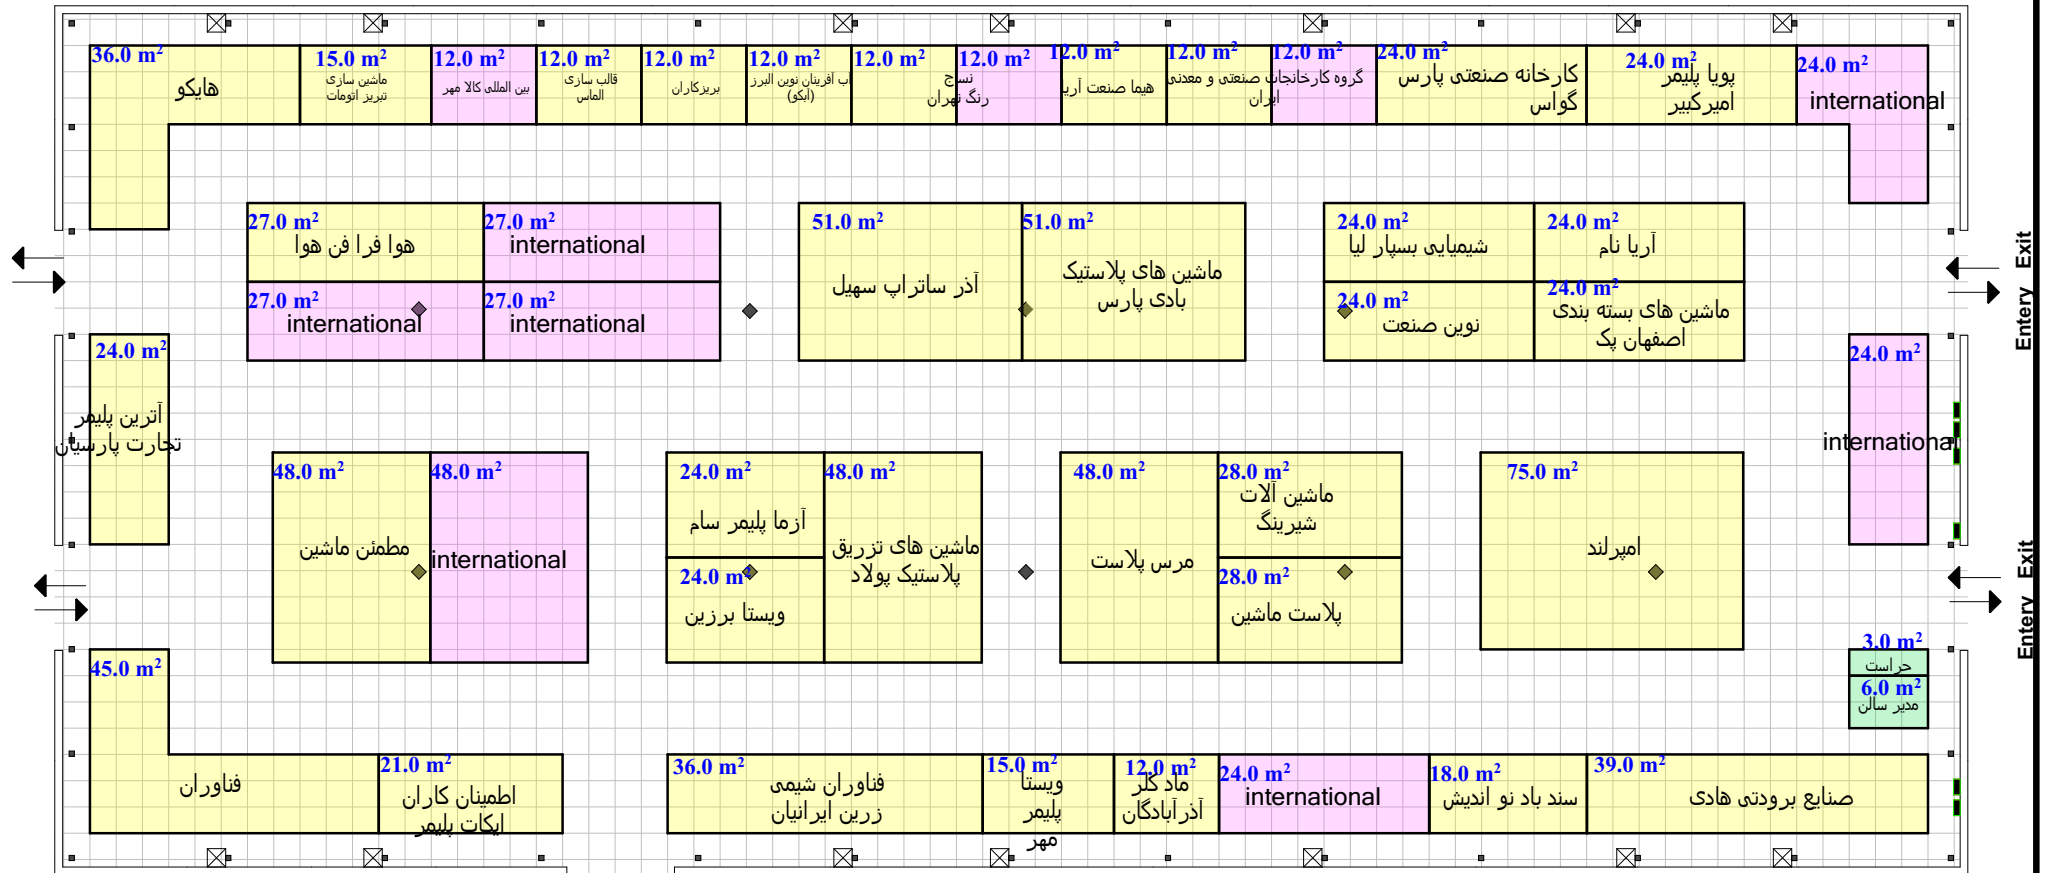 36.0 m²
هایکو
15.0 m²
ماشین سازی
تبریز اتومات
12.0 m²
بین المللی کالا مهر
12.0 m²
قالب سازی
الماس
12.0 m²
بریزکاران
12.0 m²
آب آفرینان نوین البرز
(آبکو)
12.0 m²
12.0 m²
نساج
رنگ تهران
12.0 m²
هیما صنعت آریا
12.0 m²
12.0 m²
گروه کارخانجات صنعتی و معدنی
ایران
24.0 m²
کارخانه صنعتی پارس
گواس
24.0 m²
پویا پلیمر
امیرکبیر
24.0 m²
international
27.0 m²
هوا فرا فن هوا
27.0 m²
international
27.0 m²
international
27.0 m²
international
51.0 m²
آذر ساتراپ سهیل
51.0 m²
ماشین های پلاستیک
بادی پارس
24.0 m²
شیمیایی بسپار لیا
24.0 m²
آریا نام
24.0 m²
نوین صنعت
24.0 m²
ماشین های بسته بندی
اصفهان پک
Entery Exit
24.0 m²
آترین پلیمر
تجارت پارسیان
24.0 m²
international
48.0 m²
مطمئن ماشین
48.0 m²
international
24.0 m²
آزما پلیمر سام
24.0 m²
ویستا برزین
48.0 m²
ماشین های تزریق
پلاستیک پولاد
48.0 m²
مرس پلاست
28.0 m²
ماشین آلات
شیرینگ
28.0 m²
پلاست ماشین
75.0 m²
امپرلند
Entery Exit
3.0 m²
حراست
6.0 m²
مدیر سالن
45.0 m²
فناوران
21.0 m²
اطمینان کاران
اپکات پلیمر
36.0 m²
فناوران شیمی
زرین ایرانیان
15.0 m²
ویستا
پلیمر
مهر
12.0 m²
ماد کلر
آذرآبادگان
24.0 m²
international
18.0 m²
سند باد نو اندیش
39.0 m²
صنایع برودتی هادی